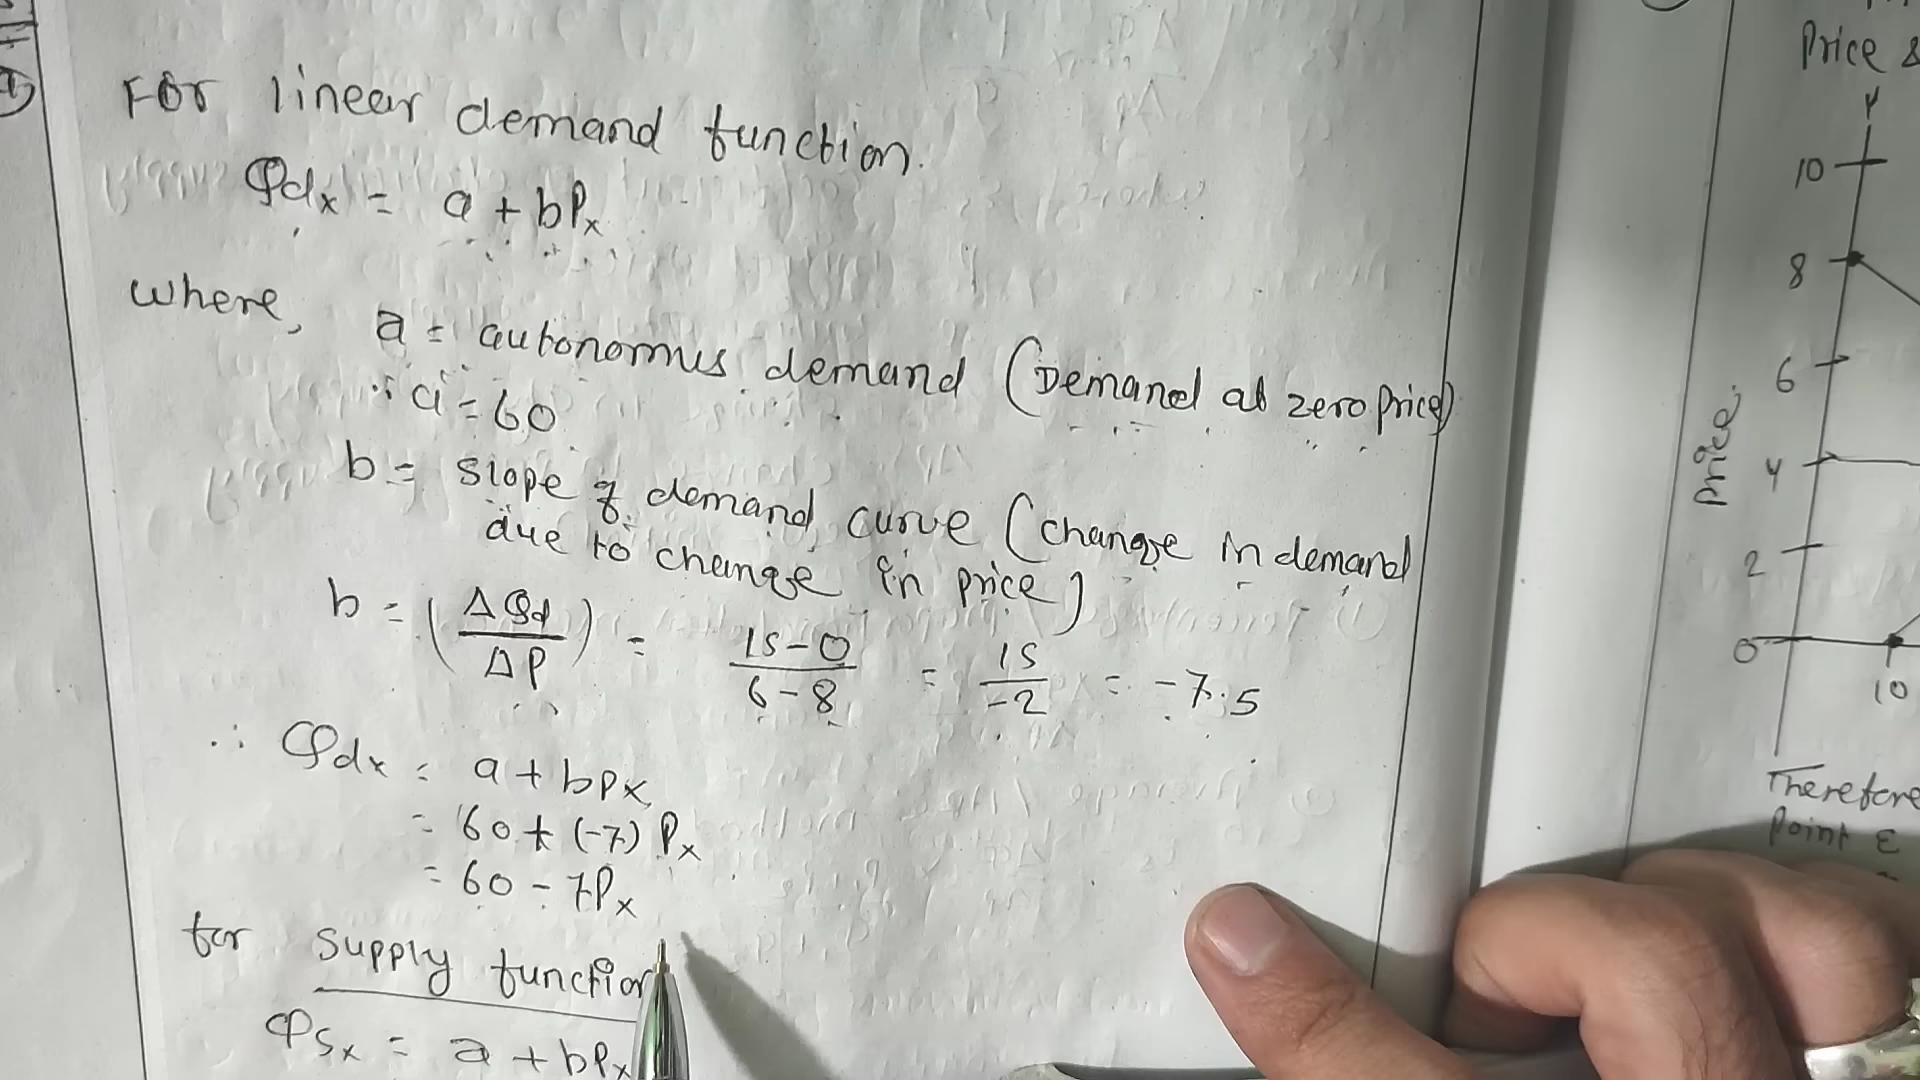 For linear demand function.
Qdx = a + bPx
where, a = autonomus demand (Demand at zero price)
∴ a = 60
b = slope of demand curve (change in demand
due to change in price)
b = (ΔQd/ΔP) = 15-0/6-8 = 15/-2 = -7.5
∴ Qdx = a + bPx
= 60 + (-7) Px
= 60 - 7Px
for supply function
QSx = a + bPx
Price &
Y
10
8
6
4
2
0
10
Price.
Therefore
point E